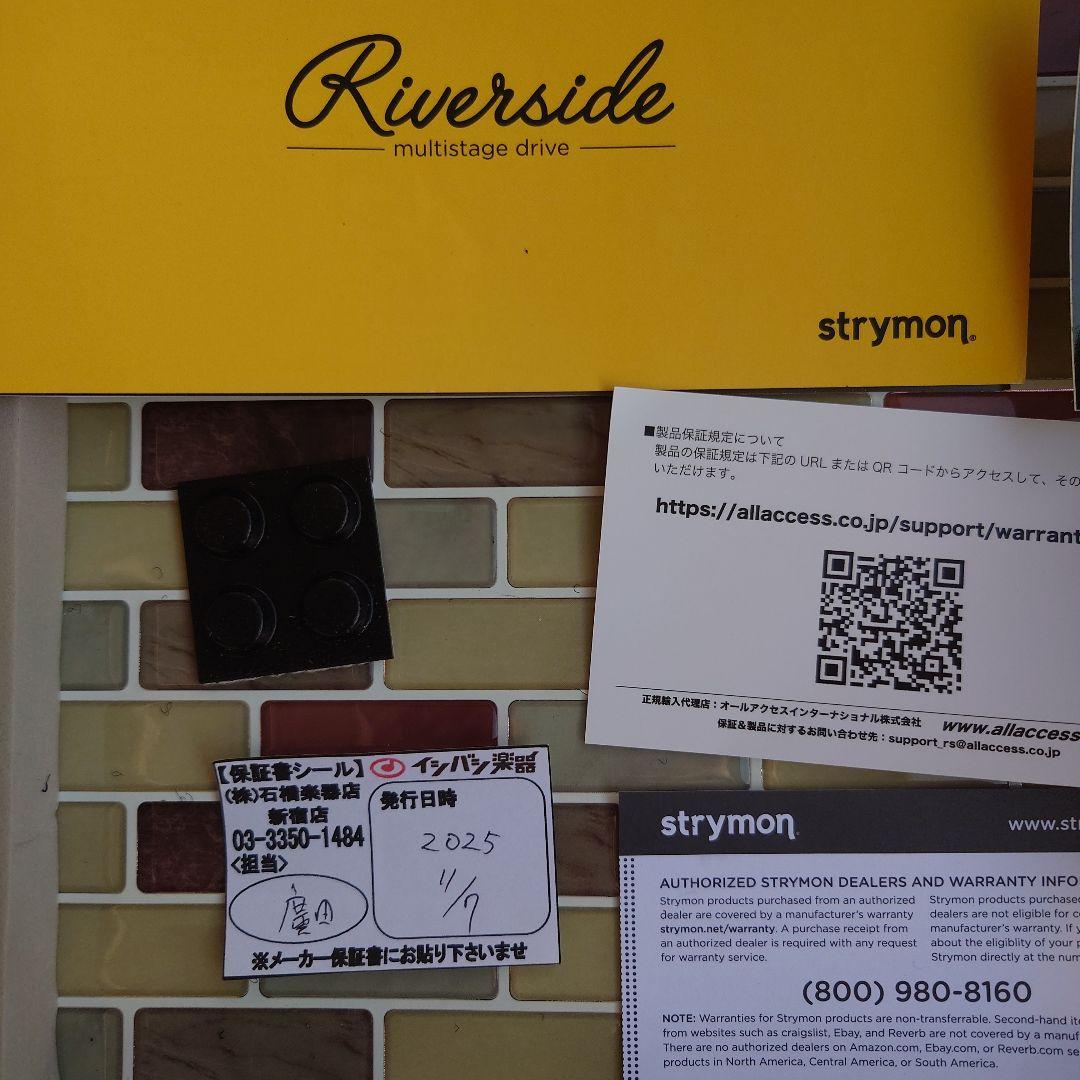 Riverside
multistage drive
strymon®
■製品保証規定について
製品の保証規定は下記の URL または QR コードからアクセスして、その
いただけます。
https://allaccess.co.jp/support/warrant
正規輸入代理店：オールアクセスインターナショナル株式会社
www.allaccess
保証&製品に対するお問い合わせ先：support_rs@allaccess.co.jp
【保証書シール】
イシバシ楽器
(株)石橋楽器店
新宿店
03-3350-1484
<担当>
廣田
発行日時
2025
11/7
※メーカー保証書にお貼り下さいませ
strymon
www.st
AUTHORIZED STRYMON DEALERS AND WARRANTY INFO
Strymon products purchased from an authorized
dealer are covered by a manufacturer's warranty
strymon.net/warranty. A purchase receipt from
an authorized dealer is required with any request
for warranty service.
Strymon products purchase
dealers are not eligible for c
manufacturer's warranty. If y
about the eligiblity of your p
Strymon directly at the num
(800) 980-8160
NOTE: Warranties for Strymon products are non-transferrable. Second-hand it
from websites such as craigslist, Ebay, and Reverb are not covered by a manuf
There are no authorized dealers on Amazon.com, Ebay.com, or Reverb.com se
products in North America, Central America, or South America.